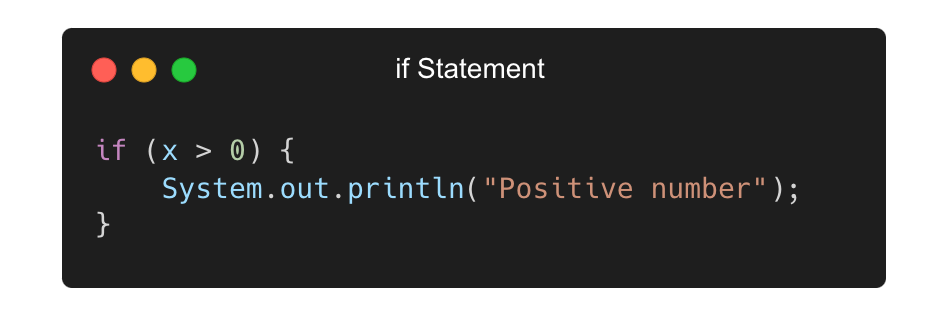 if Statement
if (x > 0) {
    System.out.println("Positive number");
}